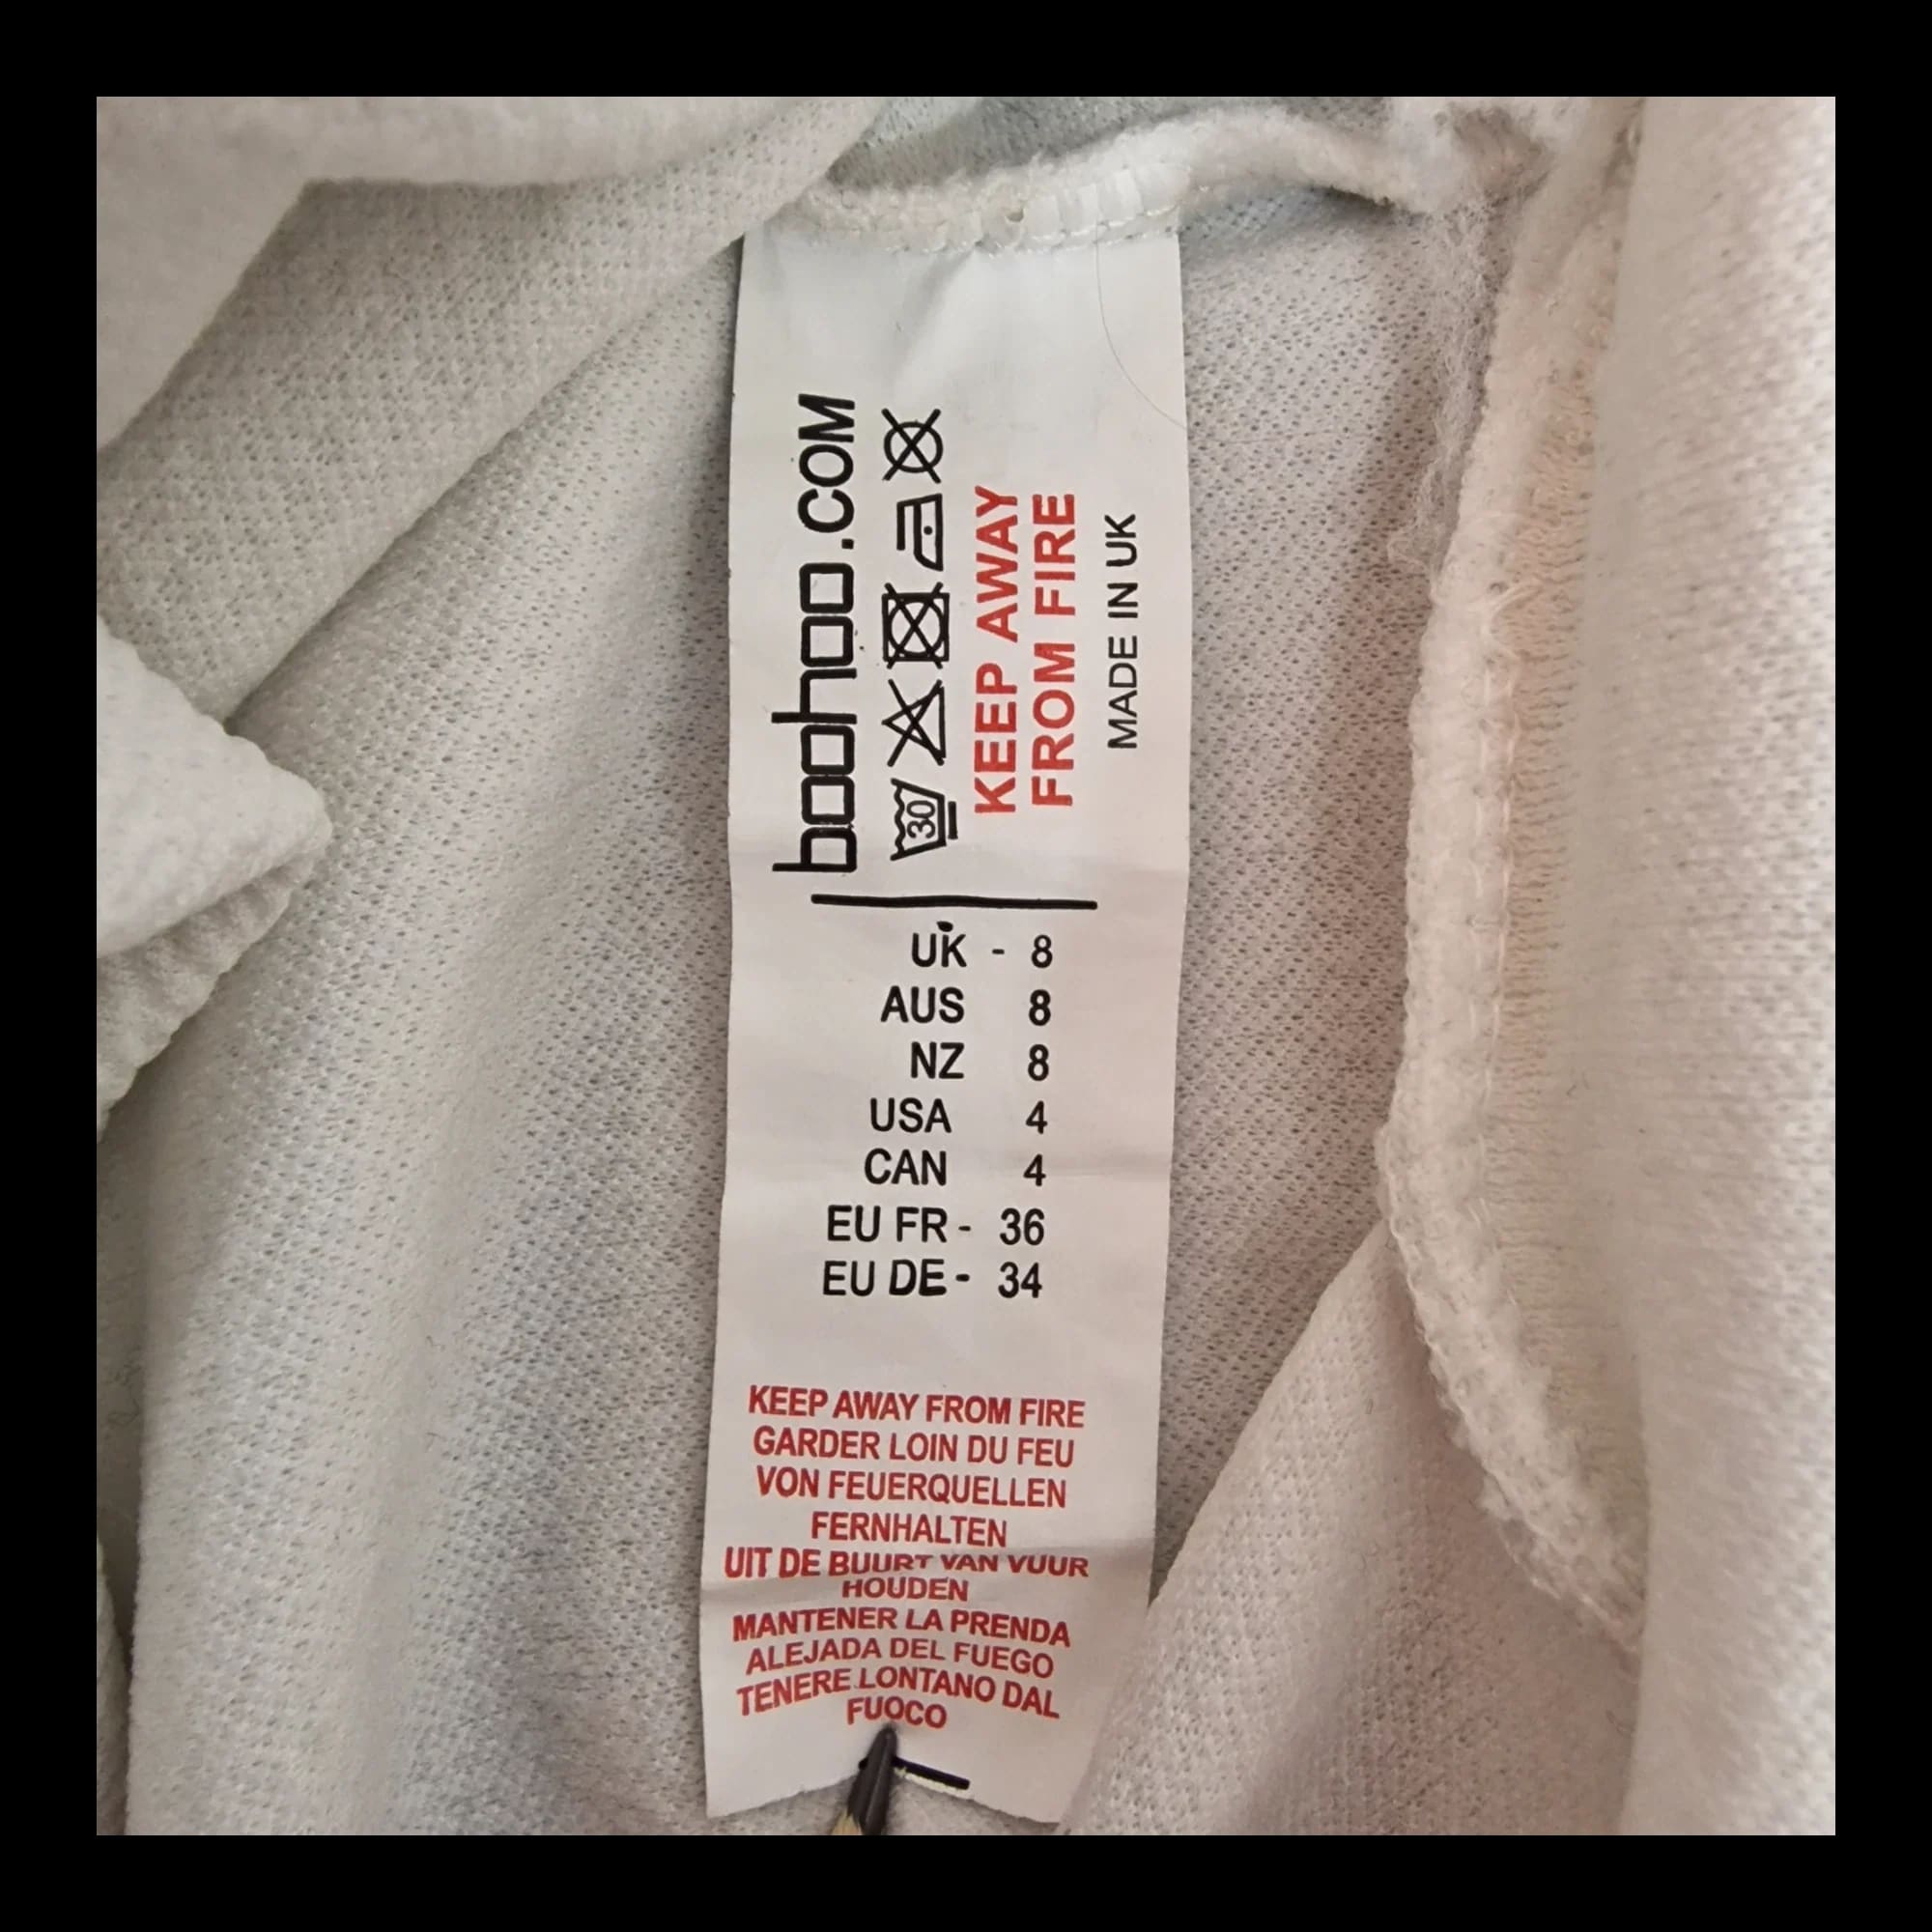 boohoo.COM
30
KEEP AWAY
FROM FIRE
MADE IN UK
UK - 8
AUS 8
NZ 8
USA 4
CAN 4
EU FR - 36
EU DE - 34
KEEP AWAY FROM FIRE
GARDER LOIN DU FEU
VON FEUERQUELLEN
FERNHALTEN
UIT DE BUURT VAN VUUR
HOUDEN
MANTENER LA PRENDA
ALEJADA DEL FUEGO
TENERE LONTANO DAL
FUOCO